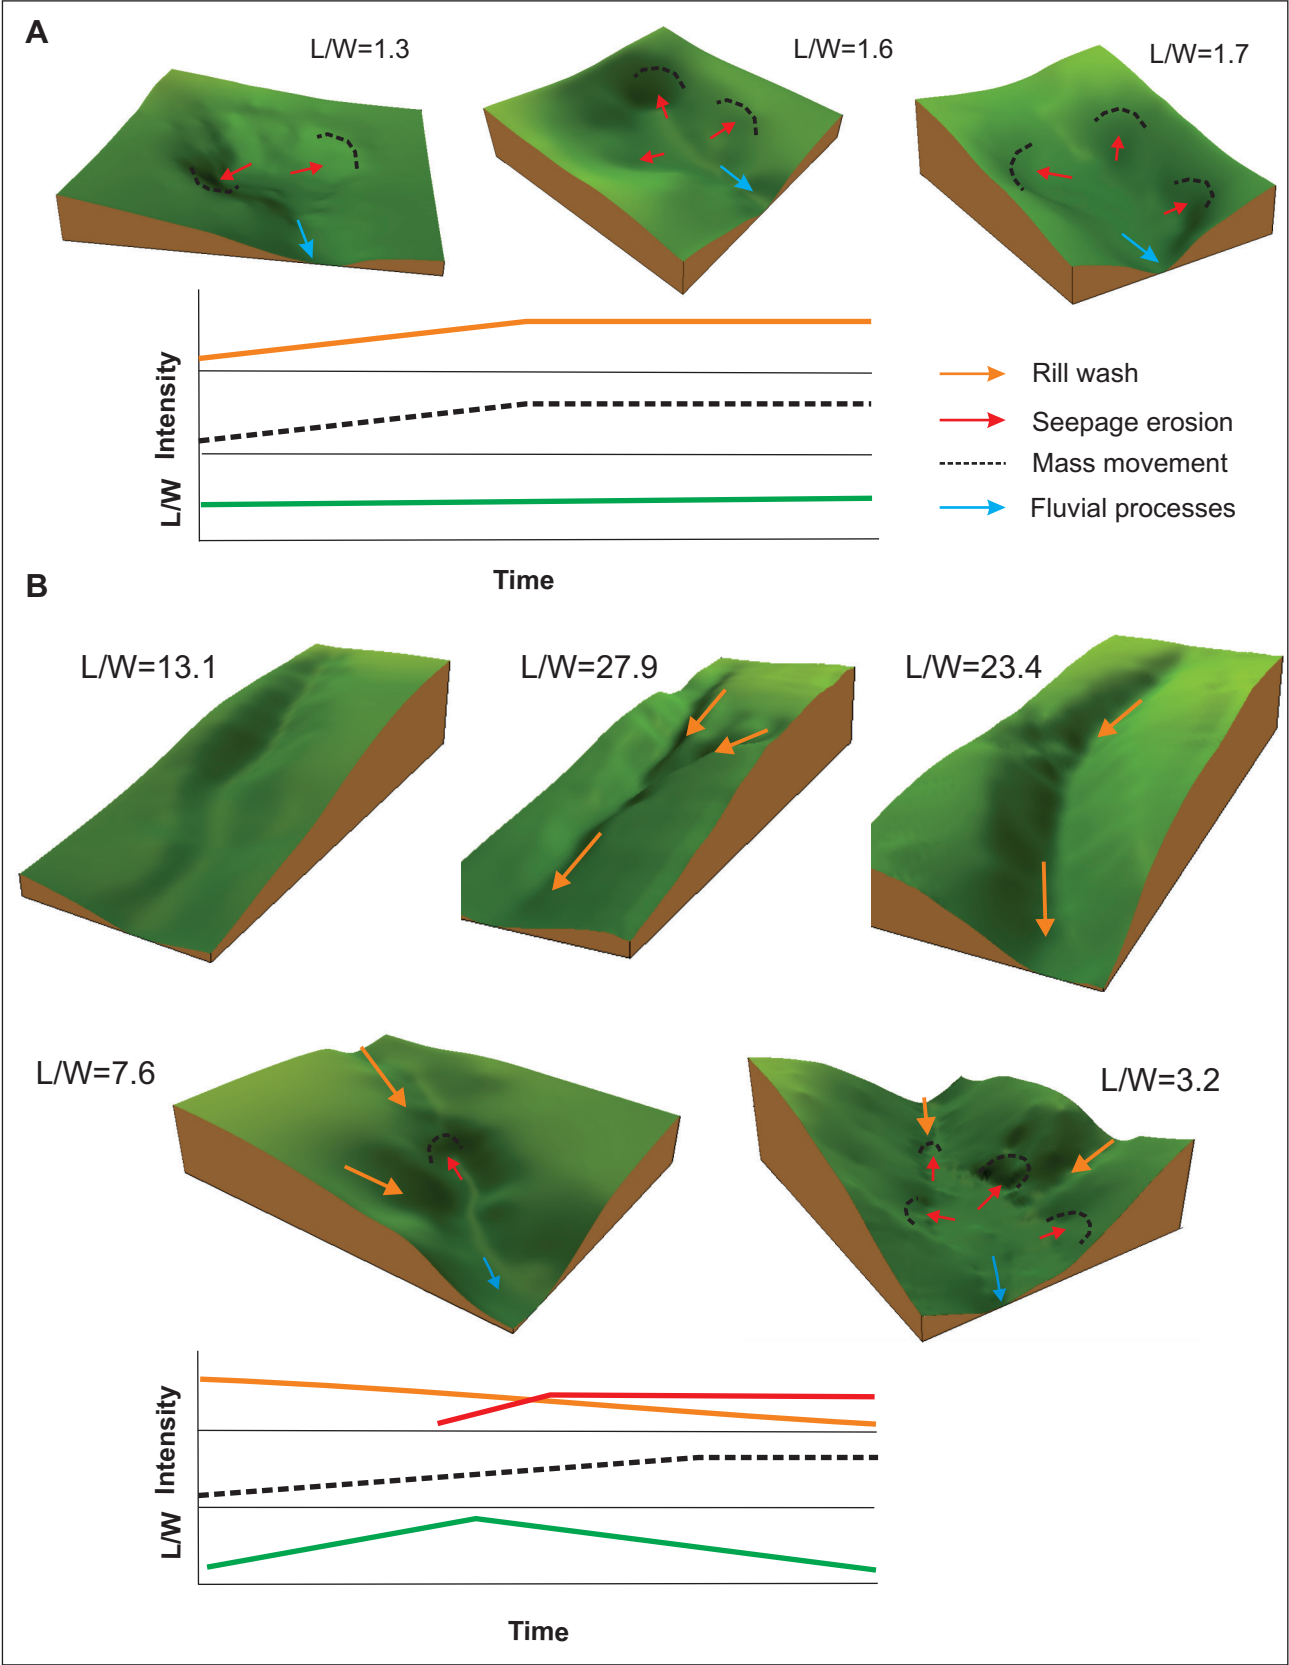 A
L/W=1.3
L/W=1.6
L/W=1.7
Intensity
L/W
Rill wash
Seepage erosion
Mass movement
Fluvial processes
Time
B
L/W=13.1
L/W=27.9
L/W=23.4
L/W=7.6
L/W=3.2
Intensity
L/W
Time